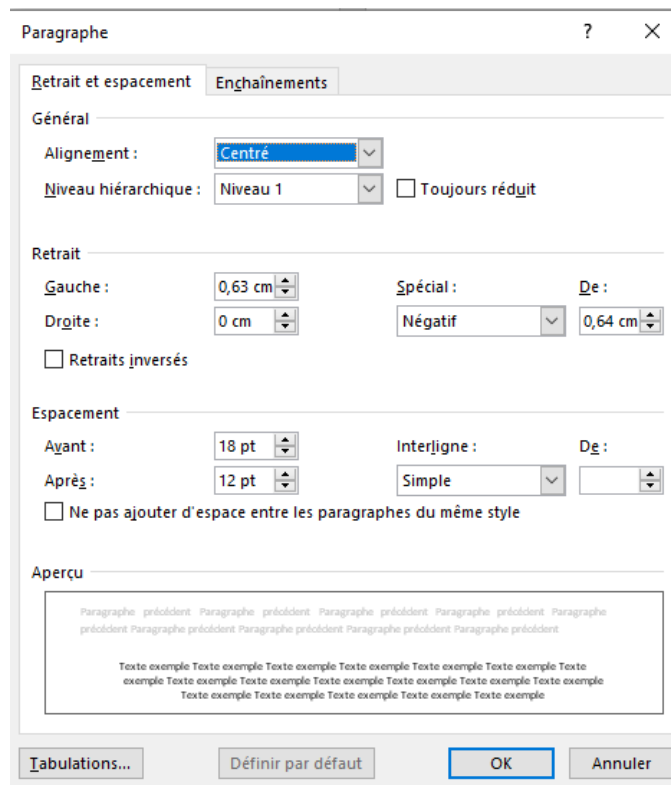 Paragraphe ? ×
Retrait et espacement Enchaînements
Général
Alignement : Centré
Niveau hiérarchique : Niveau 1 Toujours réduit
Retrait
Gauche : 0,63 cm Spécial : De :
Droite : 0 cm Négatif 0,64 cm
Retraits inversés
Espacement
Avant : 18 pt Interligne : De :
Après : 12 pt Simple
Ne pas ajouter d'espace entre les paragraphes du même style
Aperçu
Paragraphe précédent Paragraphe précédent Paragraphe précédent Paragraphe précédent Paragraphe
précédent Paragraphe précédent Paragraphe précédent Paragraphe précédent Paragraphe précédent
Texte exemple Texte exemple Texte exemple Texte exemple Texte exemple Texte exemple Texte
exemple Texte exemple Texte exemple Texte exemple Texte exemple Texte exemple Texte exemple
Texte exemple Texte exemple Texte exemple Texte exemple Texte exemple
Tabulations... Définir par défaut OK Annuler